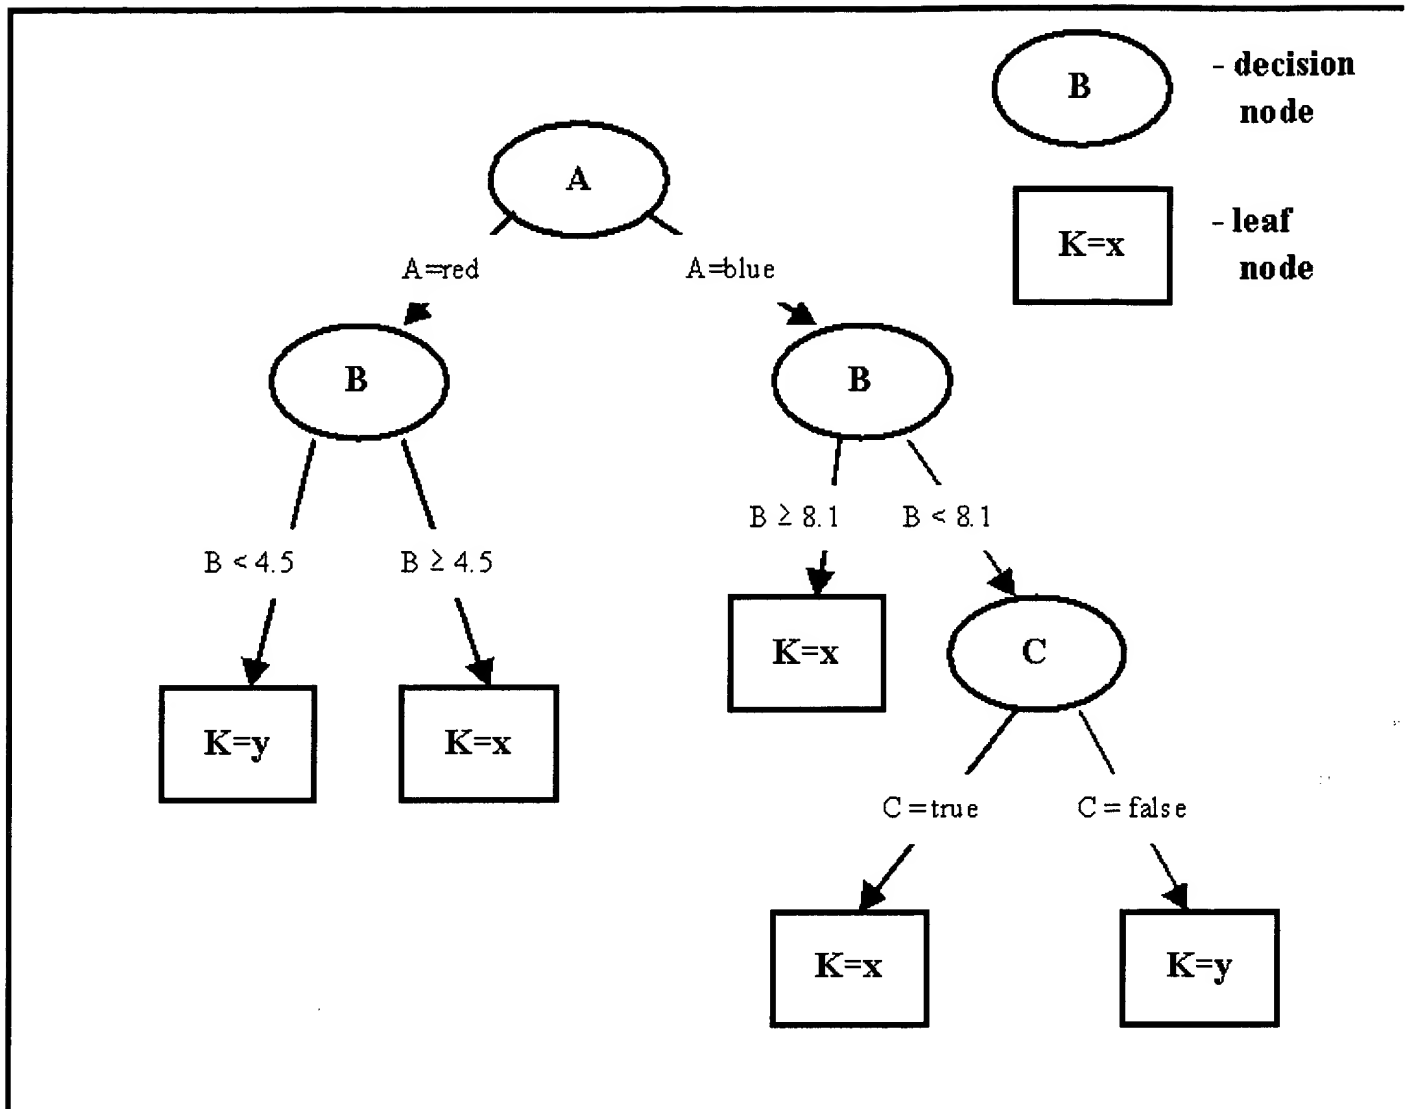 B
- decision
node
A
K=x
- leaf
node
A=red
A=blue
B
B
B ≥ 8.1
B < 8.1
B < 4.5
B ≥ 4.5
K=x
C
K=y
K=x
C=true
C=false
K=x
K=y